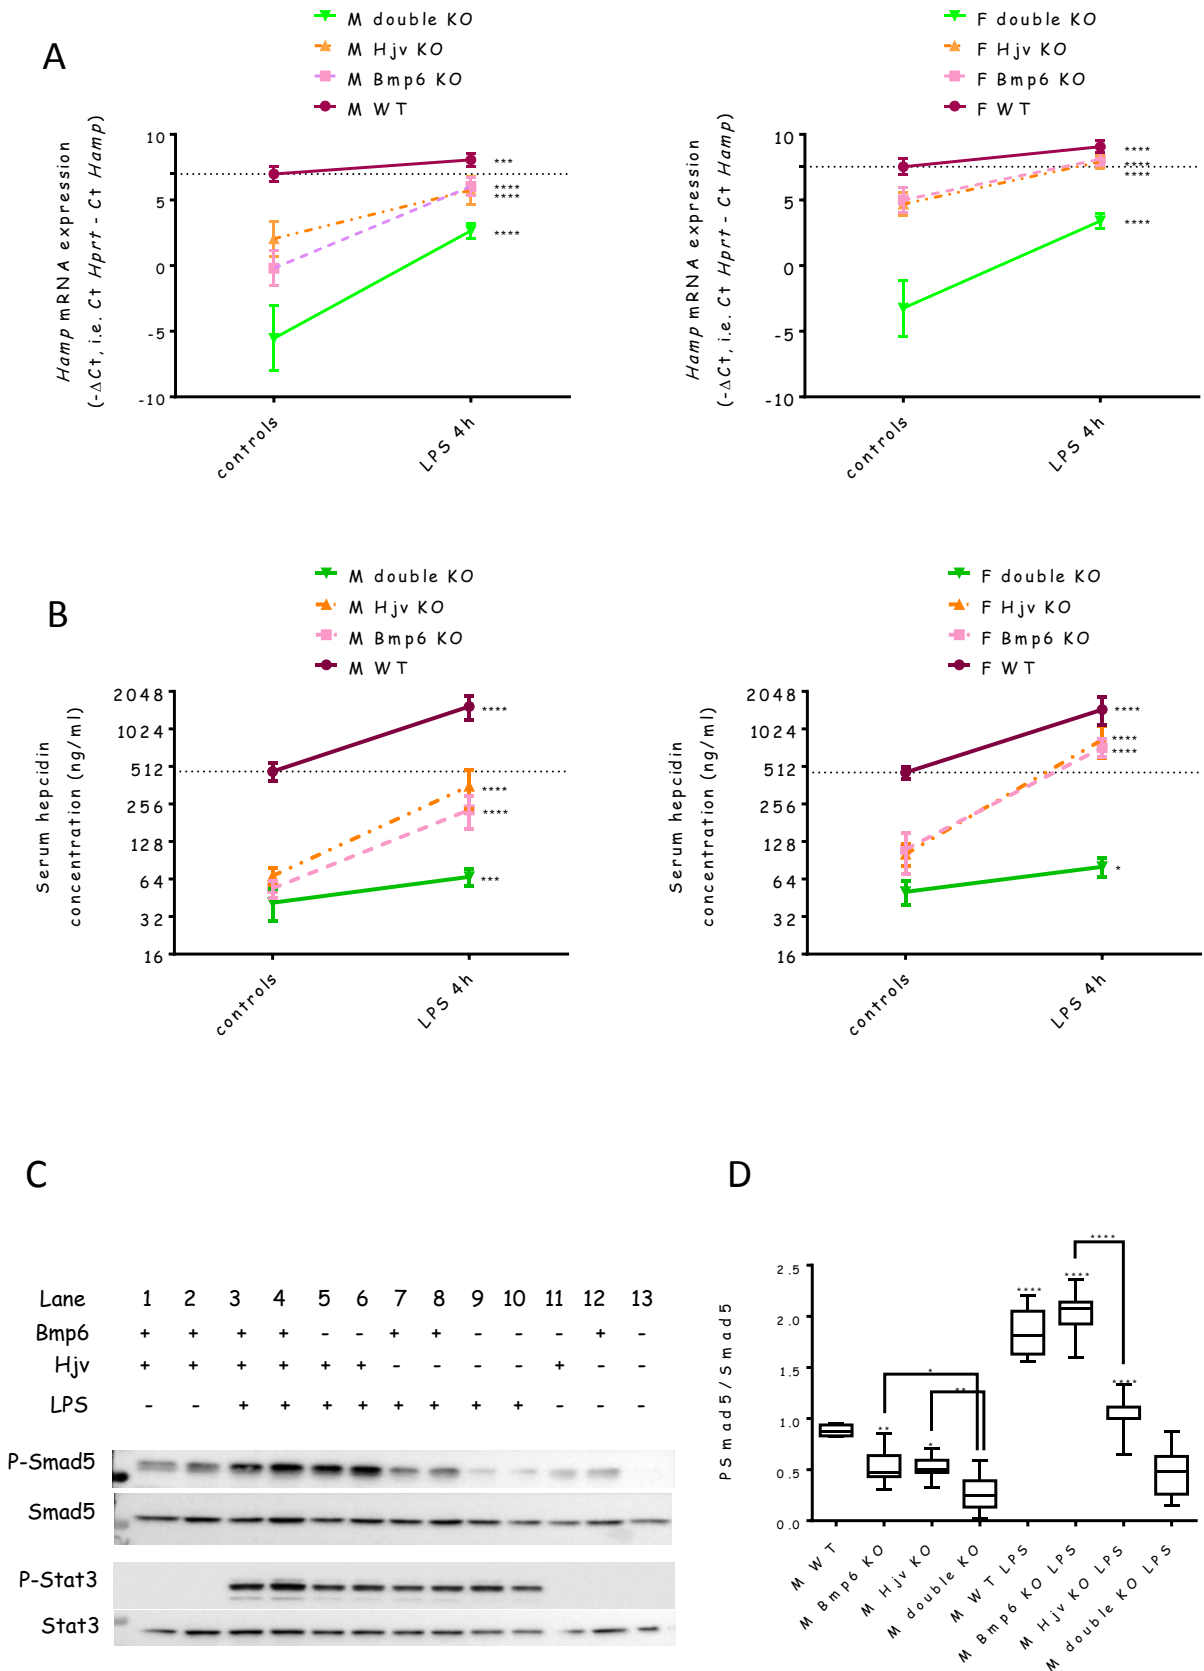 A
M double KO
M Hjv KO
M Bmp6 KO
M WT
Hamp mRNA expression
(-ΔCt, i.e. Ct Hprt - Ct Hamp)
10
5
0
-5
-10
***
****
****
****
controls
LPS 4h
F double KO
F Hjv KO
F Bmp6 KO
F WT
Hamp mRNA expression
(-ΔCt, i.e. Ct Hprt - Ct Hamp)
10
5
0
-5
-10
****
****
****
****
controls
LPS 4h
B
M double KO
M Hjv KO
M Bmp6 KO
M WT
Serum hepcidin
concentration (ng/ml)
2048
1024
512
256
128
64
32
16
****
****
****
***
controls
LPS 4h
F double KO
F Hjv KO
F Bmp6 KO
F WT
Serum hepcidin
concentration (ng/ml)
2048
1024
512
256
128
64
32
16
****
****
****
*
controls
LPS 4h
C
Lane 1 2 3 4 5 6 7 8 9 10 11 12 13
Bmp6 + + + + - - + + - - - + -
Hjv + + + + + + - - - - + - -
LPS - - + + + + + + + + - - -
P-Smad5
Smad5
P-Stat3
Stat3
D
PSmad5/Smad5
2.5
2.0
1.5
1.0
0.5
0.0
**
*
*
**
****
****
****
****
M WT
M Bmp6 KO
M Hjv KO
M double KO
M WT LPS
M Bmp6 KO LPS
M Hjv KO LPS
M double KO LPS